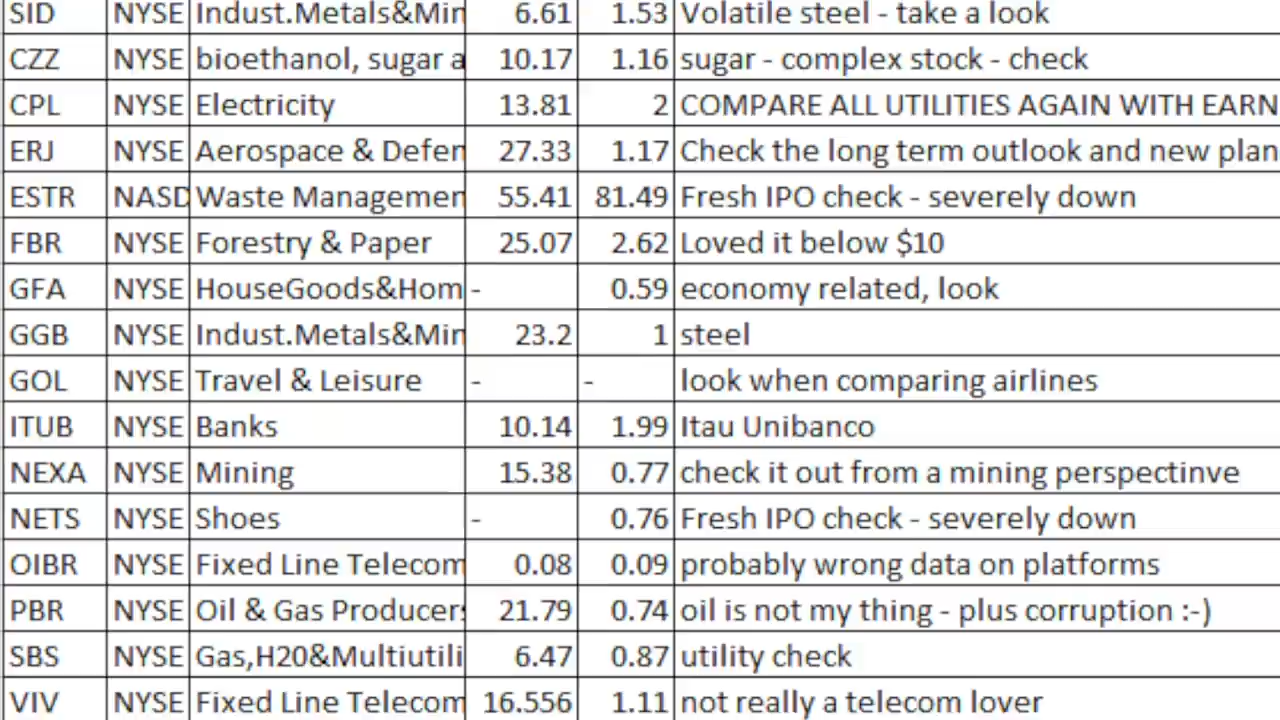 SID NYSE Indust.Metals&Min 6.61 1.53 Volatile steel - take a look
CZZ NYSE bioethanol, sugar a 10.17 1.16 sugar - complex stock - check
CPL NYSE Electricity 13.81 2 COMPARE ALL UTILITIES AGAIN WITH EARN
ERJ NYSE Aerospace & Defen 27.33 1.17 Check the long term outlook and new plan
ESTR NASD Waste Managemen 55.41 81.49 Fresh IPO check - severely down
FBR NYSE Forestry & Paper 25.07 2.62 Loved it below $10
GFA NYSE HouseGoods&Hom - 0.59 economy related, look
GGB NYSE Indust.Metals&Min 23.2 1 steel
GOL NYSE Travel & Leisure - - look when comparing airlines
ITUB NYSE Banks 10.14 1.99 Itau Unibanco
NEXA NYSE Mining 15.38 0.77 check it out from a mining perspectinve
NETS NYSE Shoes - 0.76 Fresh IPO check - severely down
OIBR NYSE Fixed Line Telecom 0.08 0.09 probably wrong data on platforms
PBR NYSE Oil & Gas Producers 21.79 0.74 oil is not my thing - plus corruption :-)
SBS NYSE Gas,H20&Multiutili 6.47 0.87 utility check
VIV NYSE Fixed Line Telecom 16.556 1.11 not really a telecom lover